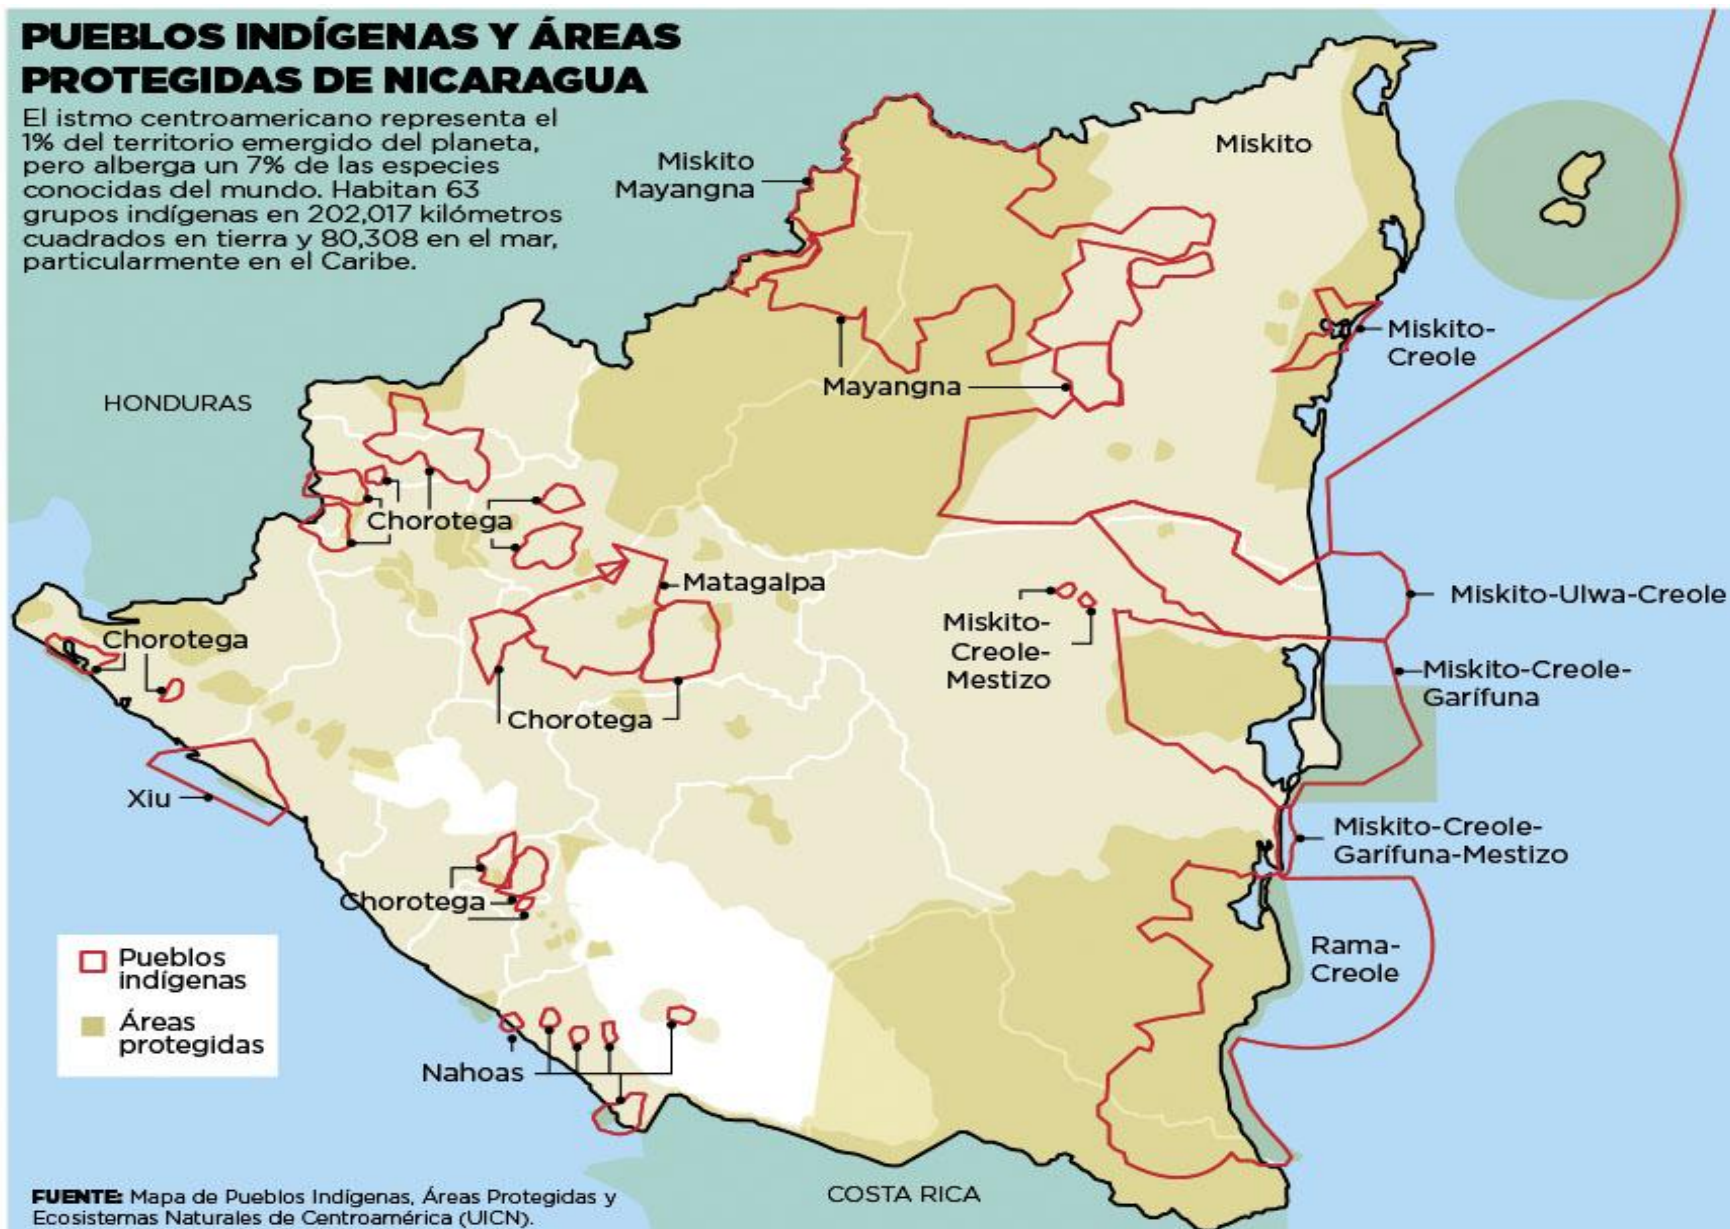 PUEBLOS INDÍGENAS Y ÁREAS
PROTEGIDAS DE NICARAGUA
El istmo centroamericano representa el
1% del territorio emergido del planeta,
pero alberga un 7% de las especies
conocidas del mundo. Habitan 63
grupos indígenas en 202,017 kilómetros
cuadrados en tierra y 80,308 en el mar,
particularmente en el Caribe.
Miskito
Miskito
Mayangna
Miskito-
Creole
Mayangna
HONDURAS
Chorotega
Matagalpa
Miskito-Ulwa-Creole
Miskito-
Creole-
Mestizo
Chorotega
Miskito-Creole-
Garífuna
Chorotega
Xiu
Miskito-Creole-
Garífuna-Mestizo
Chorotega
Rama-
Creole
Pueblos
indígenas
Áreas
protegidas
Nahoas
COSTA RICA
FUENTE: Mapa de Pueblos Indígenas, Áreas Protegidas y
Ecosistemas Naturales de Centroamérica (UICN).